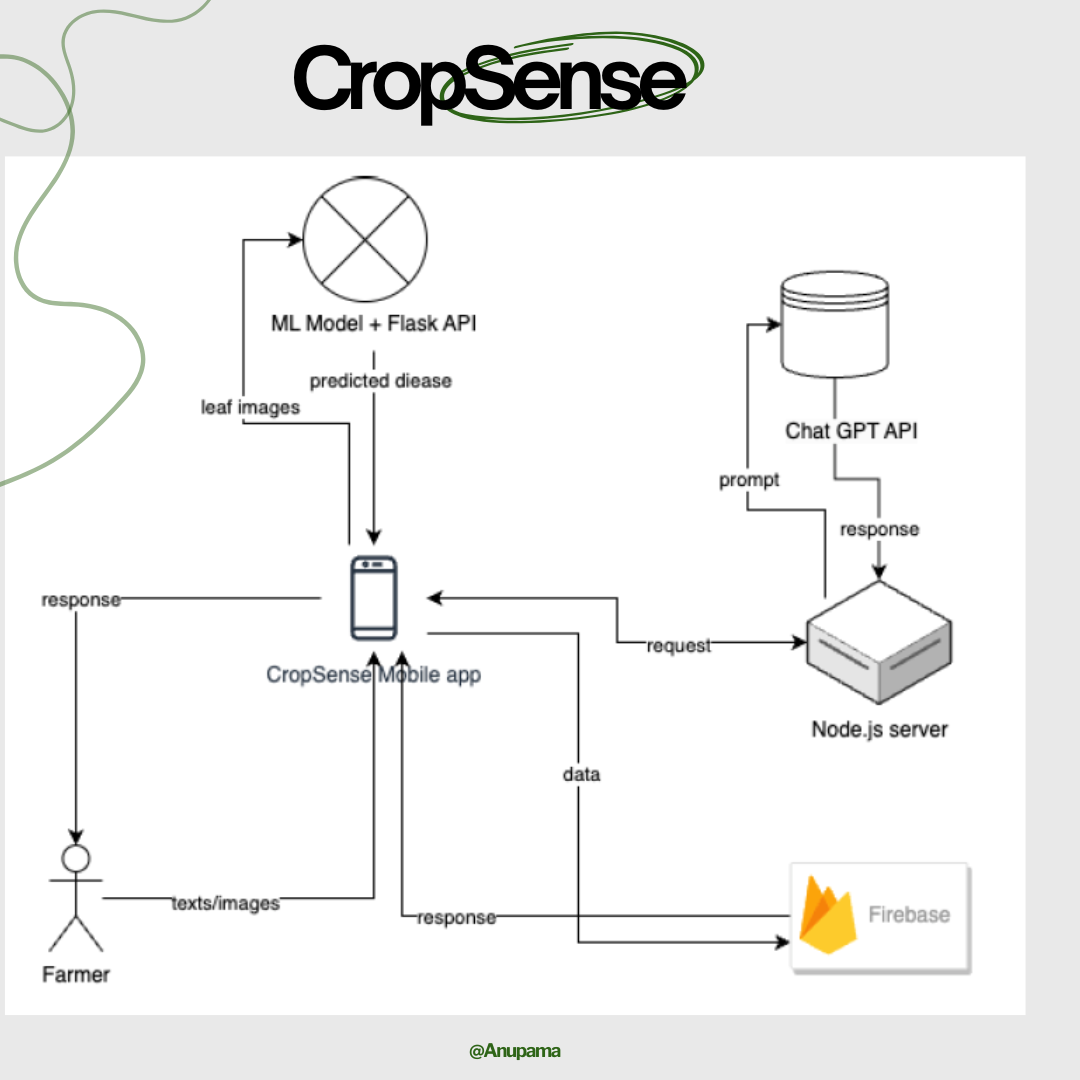 CropSense
ML Model + Flask API
predicted diease
leaf images
Chat GPT API
prompt
response
response
request
CropSense Mobile app
Node.js server
data
texts/images
response
Firebase
Farmer
@Anupama